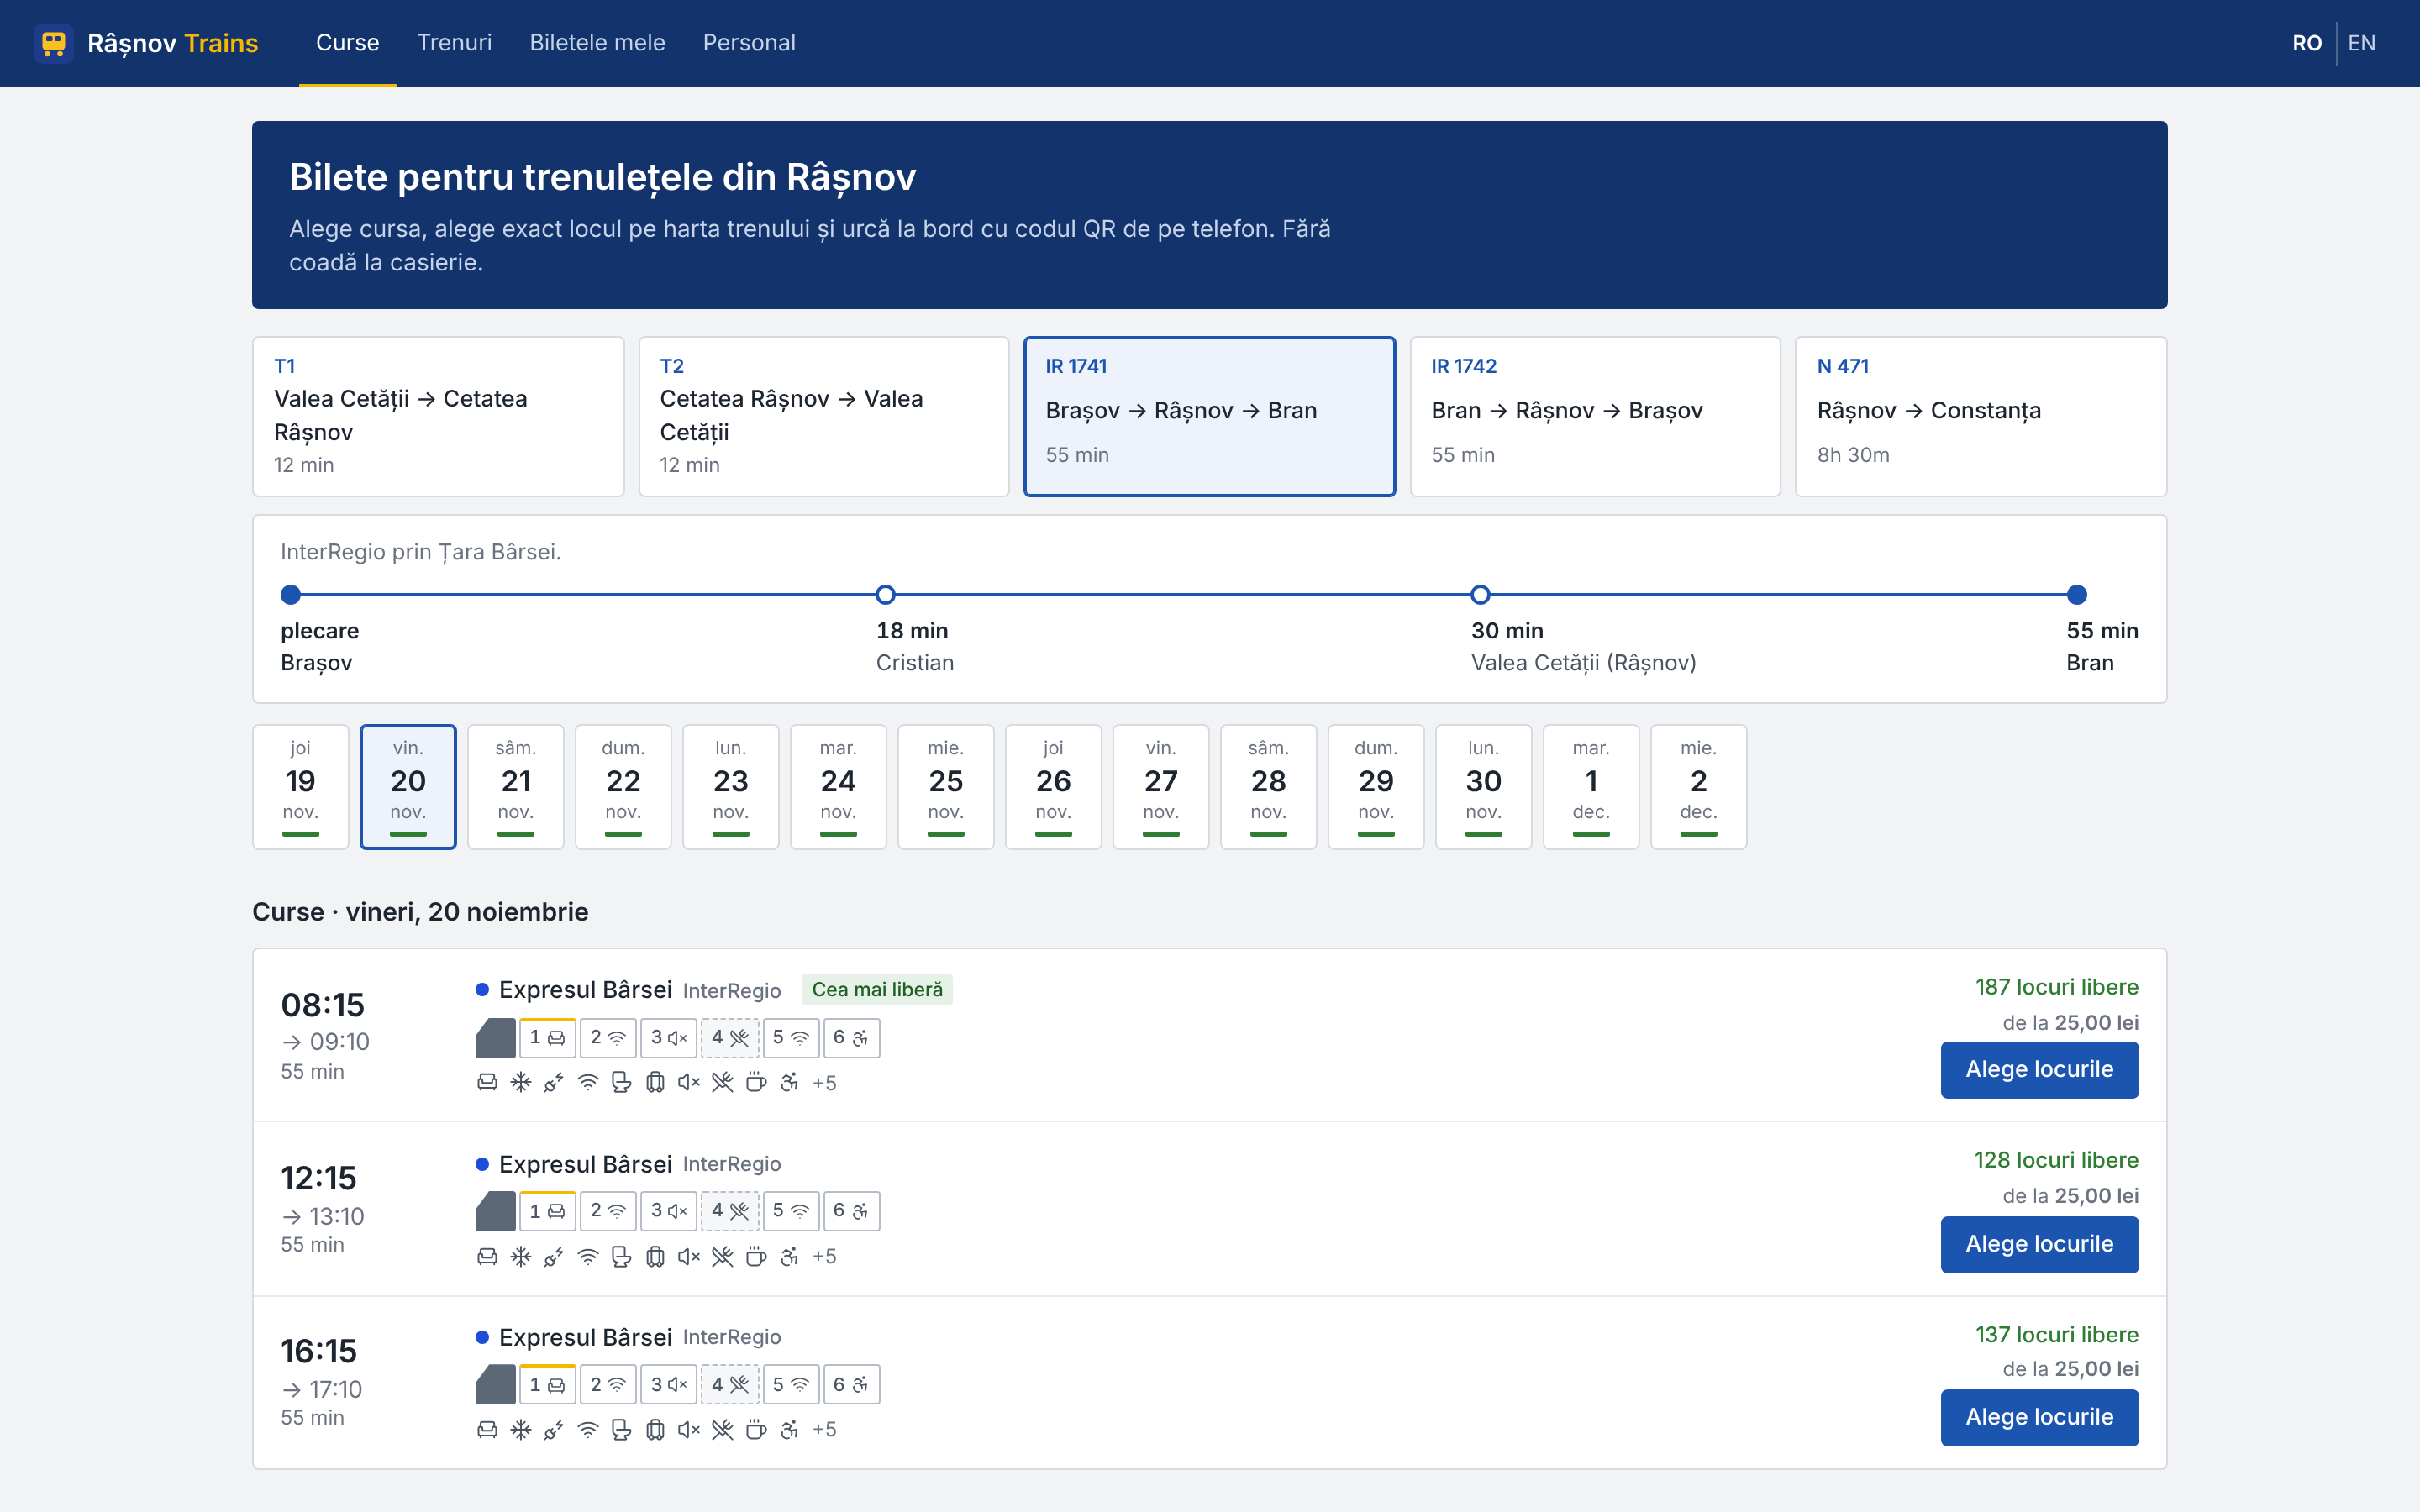 Râșnov Trains
Curse
Trenuri
Biletele mele
Personal
RO
EN
Bilete pentru trenulețele din Râșnov
Alege cursa, alege exact locul pe harta trenului și urcă la bord cu codul QR de pe telefon. Fără
coadă la casierie.
T1
Valea Cetății → Cetatea
Râșnov
12 min
T2
Cetatea Râșnov → Valea
Cetății
12 min
IR 1741
Brașov → Râșnov → Bran
55 min
IR 1742
Bran → Râșnov → Brașov
55 min
N 471
Râșnov → Constanța
8h 30m
InterRegio prin Țara Bârsei.
plecare
Brașov
18 min
Cristian
30 min
Valea Cetății (Râșnov)
55 min
Bran
joi
19
nov.
vin.
20
nov.
sâm.
21
nov.
dum.
22
nov.
lun.
23
nov.
mar.
24
nov.
mie.
25
nov.
joi
26
nov.
vin.
27
nov.
sâm.
28
nov.
dum.
29
nov.
lun.
30
nov.
mar.
1
dec.
mie.
2
dec.
Curse · vineri, 20 noiembrie
08:15
→ 09:10
55 min
Expresul Bârsei InterRegio Cea mai liberă
1 2 3 4 5 6
+5
187 locuri libere
de la 25,00 lei
Alege locurile
12:15
→ 13:10
55 min
Expresul Bârsei InterRegio
1 2 3 4 5 6
+5
128 locuri libere
de la 25,00 lei
Alege locurile
16:15
→ 17:10
55 min
Expresul Bârsei InterRegio
1 2 3 4 5 6
+5
137 locuri libere
de la 25,00 lei
Alege locurile